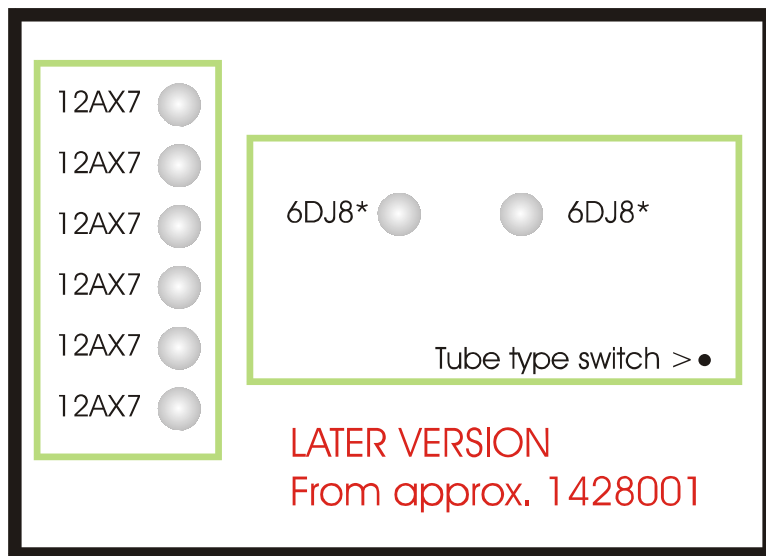 12AX7
12AX7
12AX7
12AX7
12AX7
12AX7
6DJ8* 6DJ8*
Tube type switch >•
LATER VERSION
From approx. 1428001